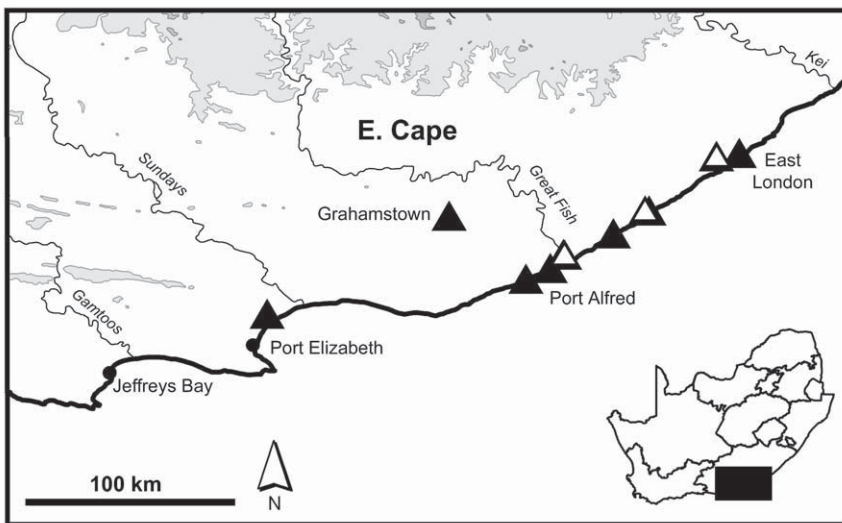 Kei
E. Cape
Sundays
Great Fish
East
London
Grahamstown
Gamtoos
Port Alfred
Port Elizabeth
Jeffreys Bay
100 km
N